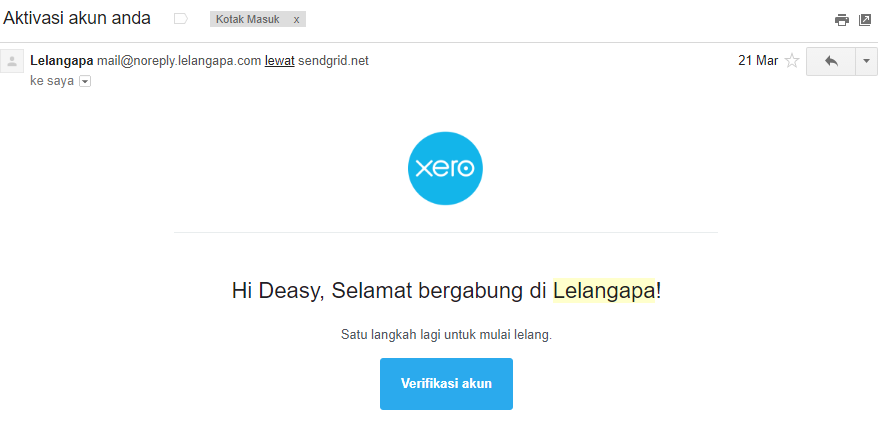 Aktivasi akun anda
Kotak Masuk x
Lelangapa mail@noreply.lelangapa.com lewat sendgrid.net
21 Mar
ke saya
xero
Hi Deasy, Selamat bergabung di Lelangapa!
Satu langkah lagi untuk mulai lelang.
Verifikasi akun